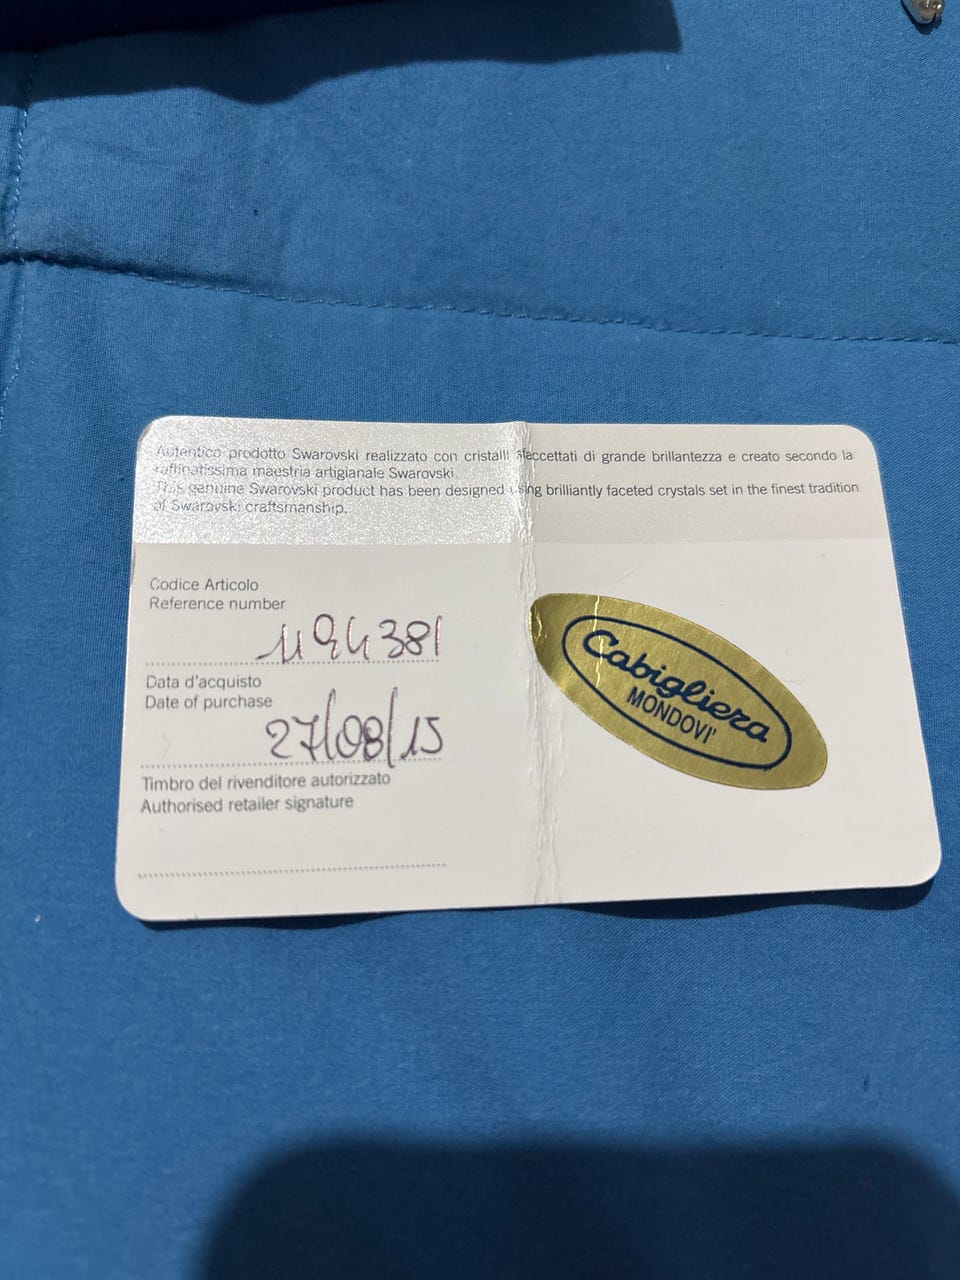 Autentico prodotto Swarovski realizzato con cristalli sfaccettati di grande brillantezza e creato secondo la
raffinatissima maestria artigianale Swarovski.
This genuine Swarovski product has been designed using brilliantly faceted crystals set in the finest tradition
of Swarovski craftsmanship.
Codice Articolo
Reference number
1194381
Data d'acquisto
Date of purchase
27/08/15
Timbro del rivenditore autorizzato
Authorised retailer signature
Cabigliera
MONDOVI'